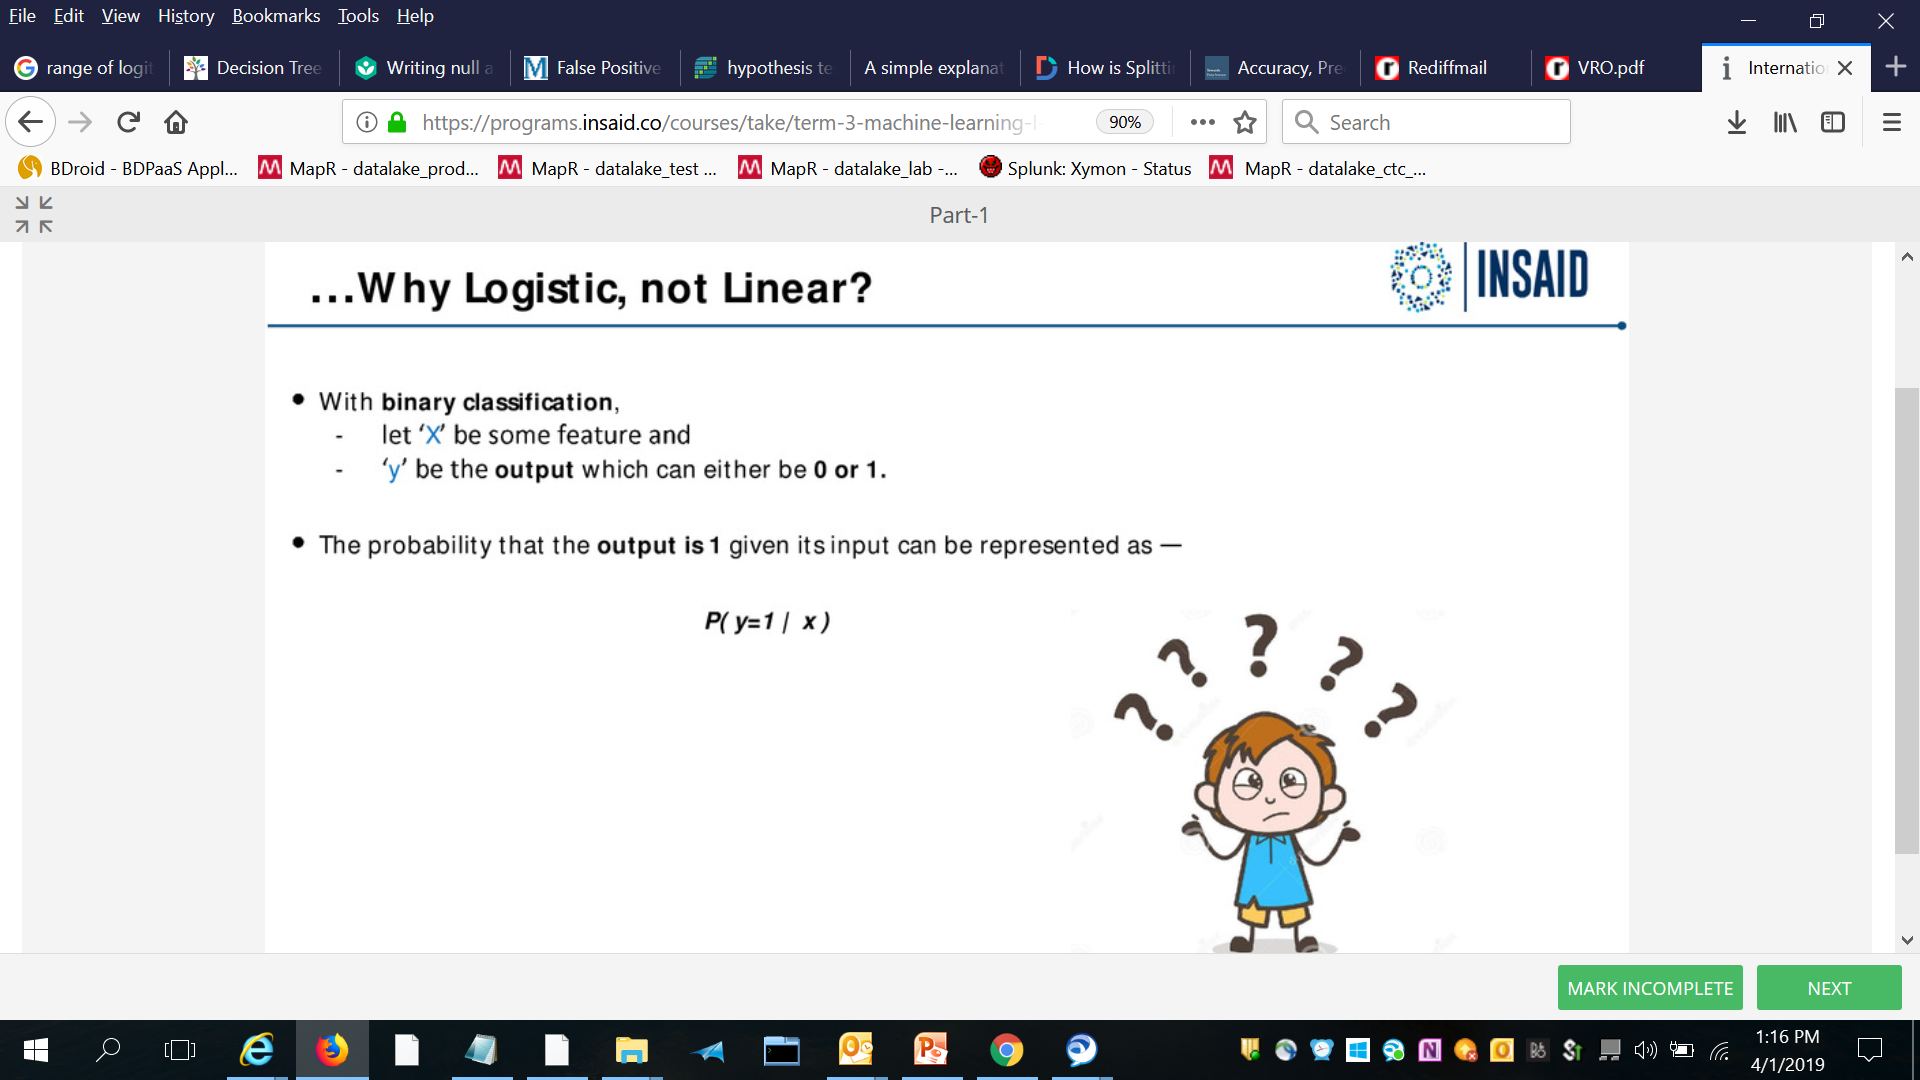 File Edit View History Bookmarks Tools Help
range of logit Decision Tree Writing null a False Positive hypothesis te A simple explanat How is Splitti Accuracy, Pre Rediffmail VRO.pdf Internatio
https://programs.insaid.co/courses/take/term-3-machine-learning-l 90% Search
BDroid - BDPaaS Appl... MapR - datalake_prod... MapR - datalake_test ... MapR - datalake_lab -... Splunk: Xymon - Status MapR - datalake_ctc_...
Part-1
...Why Logistic, not Linear?
INSAID
• With binary classification,
- let ‘X’ be some feature and
- ‘y’ be the output which can either be 0 or 1.
• The probability that the output is 1 given its input can be represented as —
P( y=1 | x )
? ? ? ? ?
MARK INCOMPLETE NEXT
1:16 PM
4/1/2019